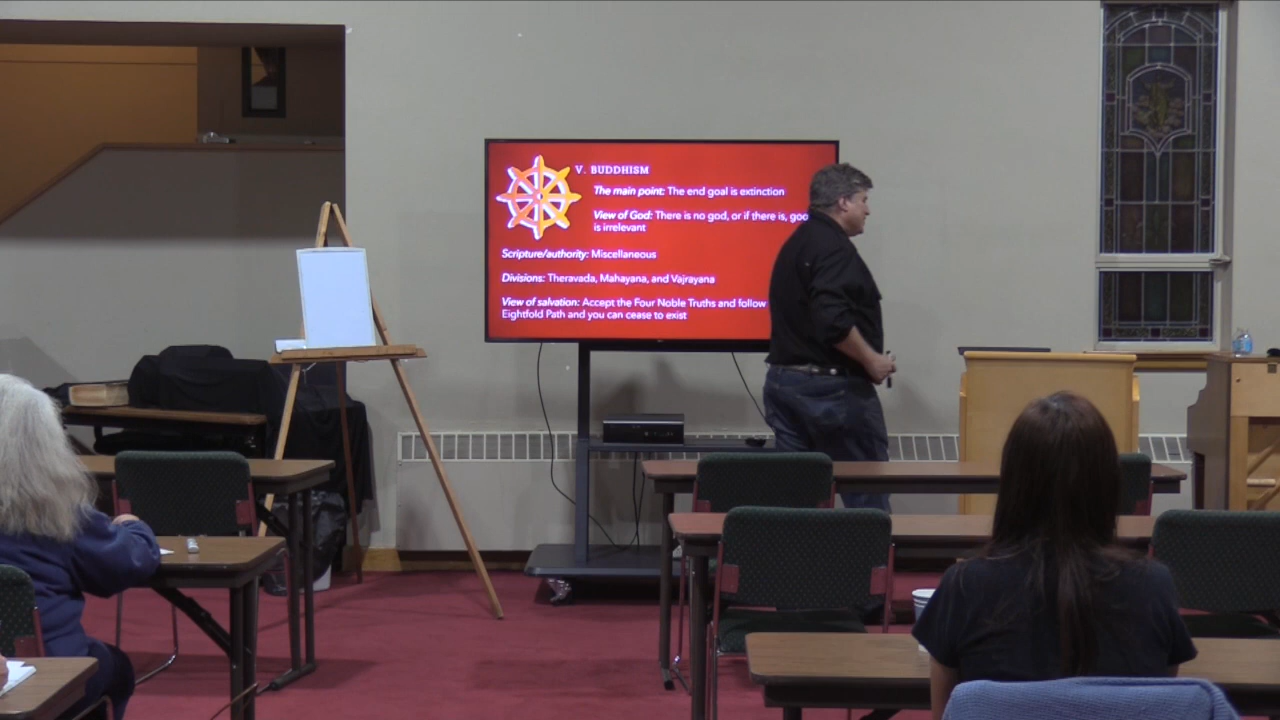 V. BUDDHISM
The main point: The end goal is extinction
View of God: There is no god, or if there is,
is irrelevant
Scripture/authority: Miscellaneous
Divisions: Theravada, Mahayana, and Vajrayana
View of salvation: Accept the Four Noble Truths and follow
Eightfold Path and you can cease to exist